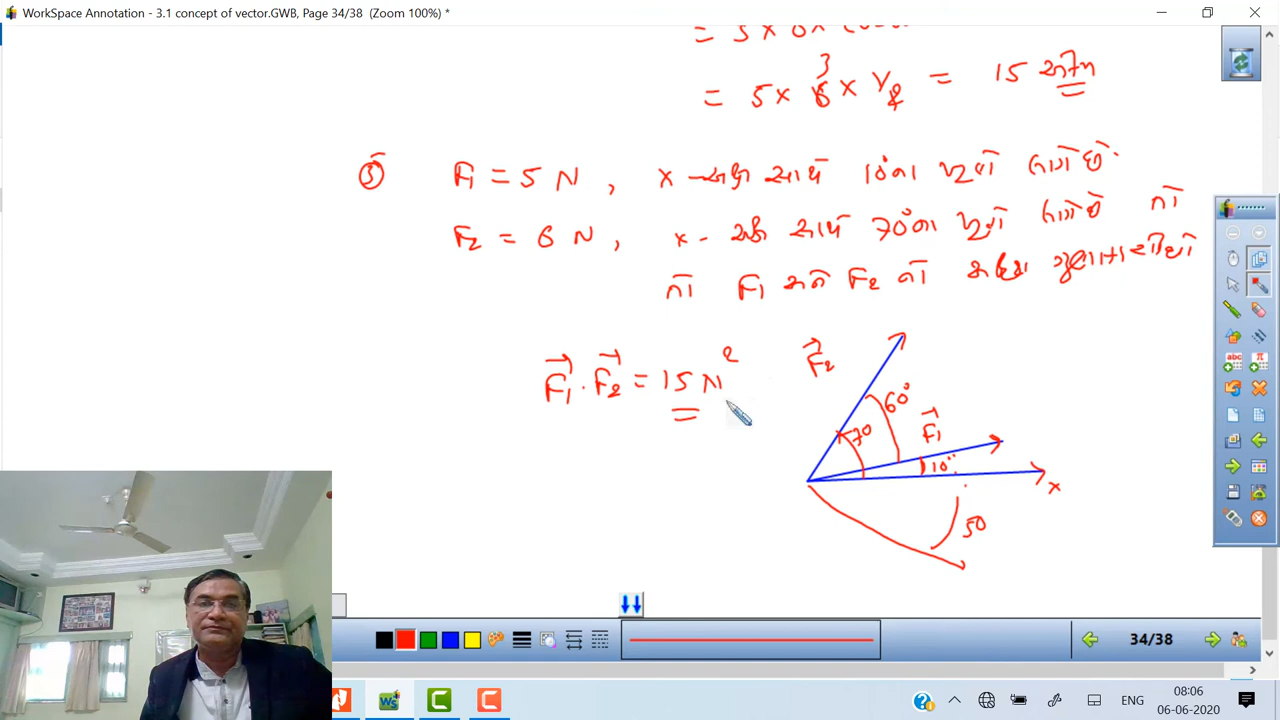 WorkSpace Annotation - 3.1 concept of vector.GWB, Page 34/38 (Zoom 100%) *
= 5 × 6 ×
= 5 × 6 3 × 1/2 = 15 એકમ
③ F1 = 5 N, x - અક્ષ સાથે 10° ના ખૂણે લાગે છે.
F2 = 6 N, x - અક્ષ સાથે 70° ના ખૂણે લાગે છે તો
તો F1 અને F2 નો અદિશ ગુણાકાર શોધો
F1 . F2 = 15 N²
F2
60°
70
F1
10°
x
50
abc
34/38
ENG
08:06
06-06-2020